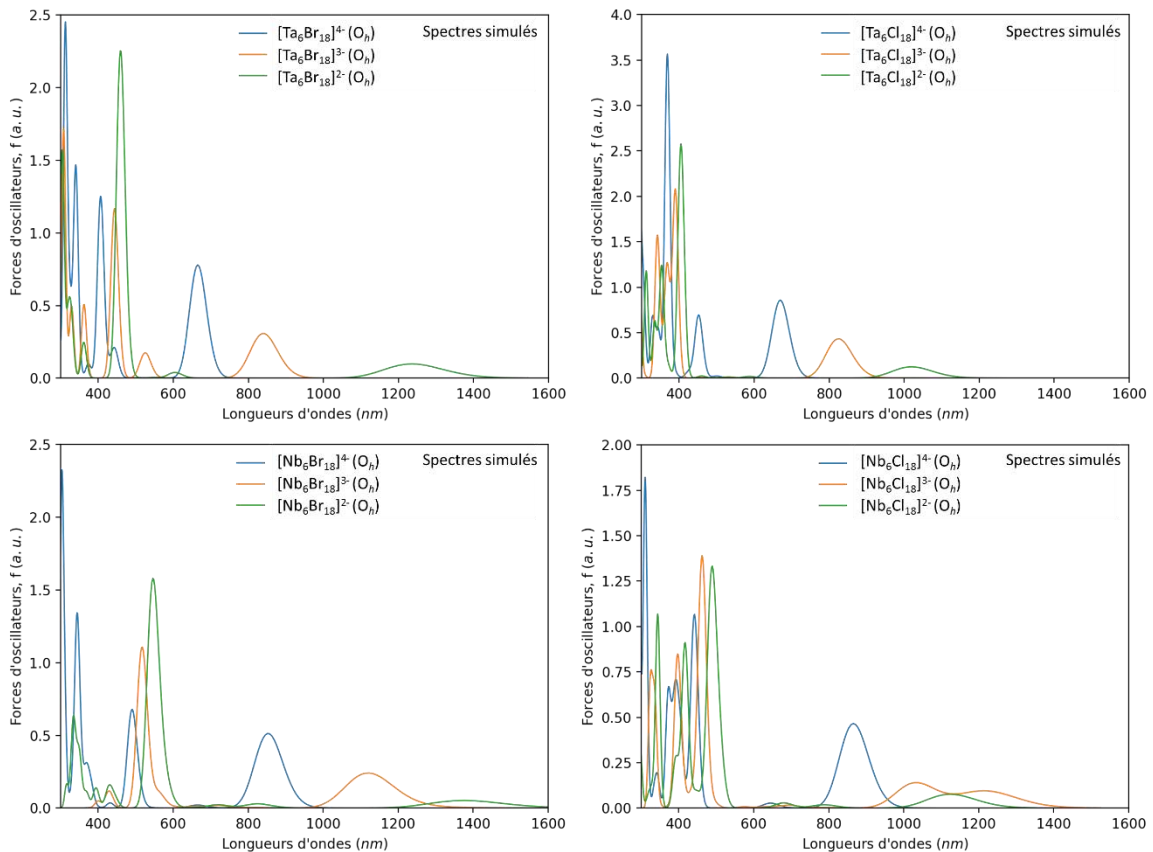 [Ta₆Br₁₈]⁴⁻ (Oₕ)
[Ta₆Br₁₈]³⁻ (Oₕ)
[Ta₆Br₁₈]²⁻ (Oₕ)
Spectres simulés
Forces d'oscillateurs, f (a. u.)
2.5
2.0
1.5
1.0
0.5
0.0
400 600 800 1000 1200 1400 1600
Longueurs d'ondes (nm)
[Ta₆Cl₁₈]⁴⁻ (Oₕ)
[Ta₆Cl₁₈]³⁻ (Oₕ)
[Ta₆Cl₁₈]²⁻ (Oₕ)
Spectres simulés
Forces d'oscillateurs, f (a. u.)
4.0
3.5
3.0
2.5
2.0
1.5
1.0
0.5
0.0
400 600 800 1000 1200 1400 1600
Longueurs d'ondes (nm)
[Nb₆Br₁₈]⁴⁻ (Oₕ)
[Nb₆Br₁₈]³⁻ (Oₕ)
[Nb₆Br₁₈]²⁻ (Oₕ)
Spectres simulés
Forces d'oscillateurs, f (a. u.)
2.5
2.0
1.5
1.0
0.5
0.0
400 600 800 1000 1200 1400 1600
Longueurs d'ondes (nm)
[Nb₆Cl₁₈]⁴⁻ (Oₕ)
[Nb₆Cl₁₈]³⁻ (Oₕ)
[Nb₆Cl₁₈]²⁻ (Oₕ)
Spectres simulés
Forces d'oscillateurs, f (a. u.)
2.00
1.75
1.50
1.25
1.00
0.75
0.50
0.25
0.00
400 600 800 1000 1200 1400 1600
Longueurs d'ondes (nm)